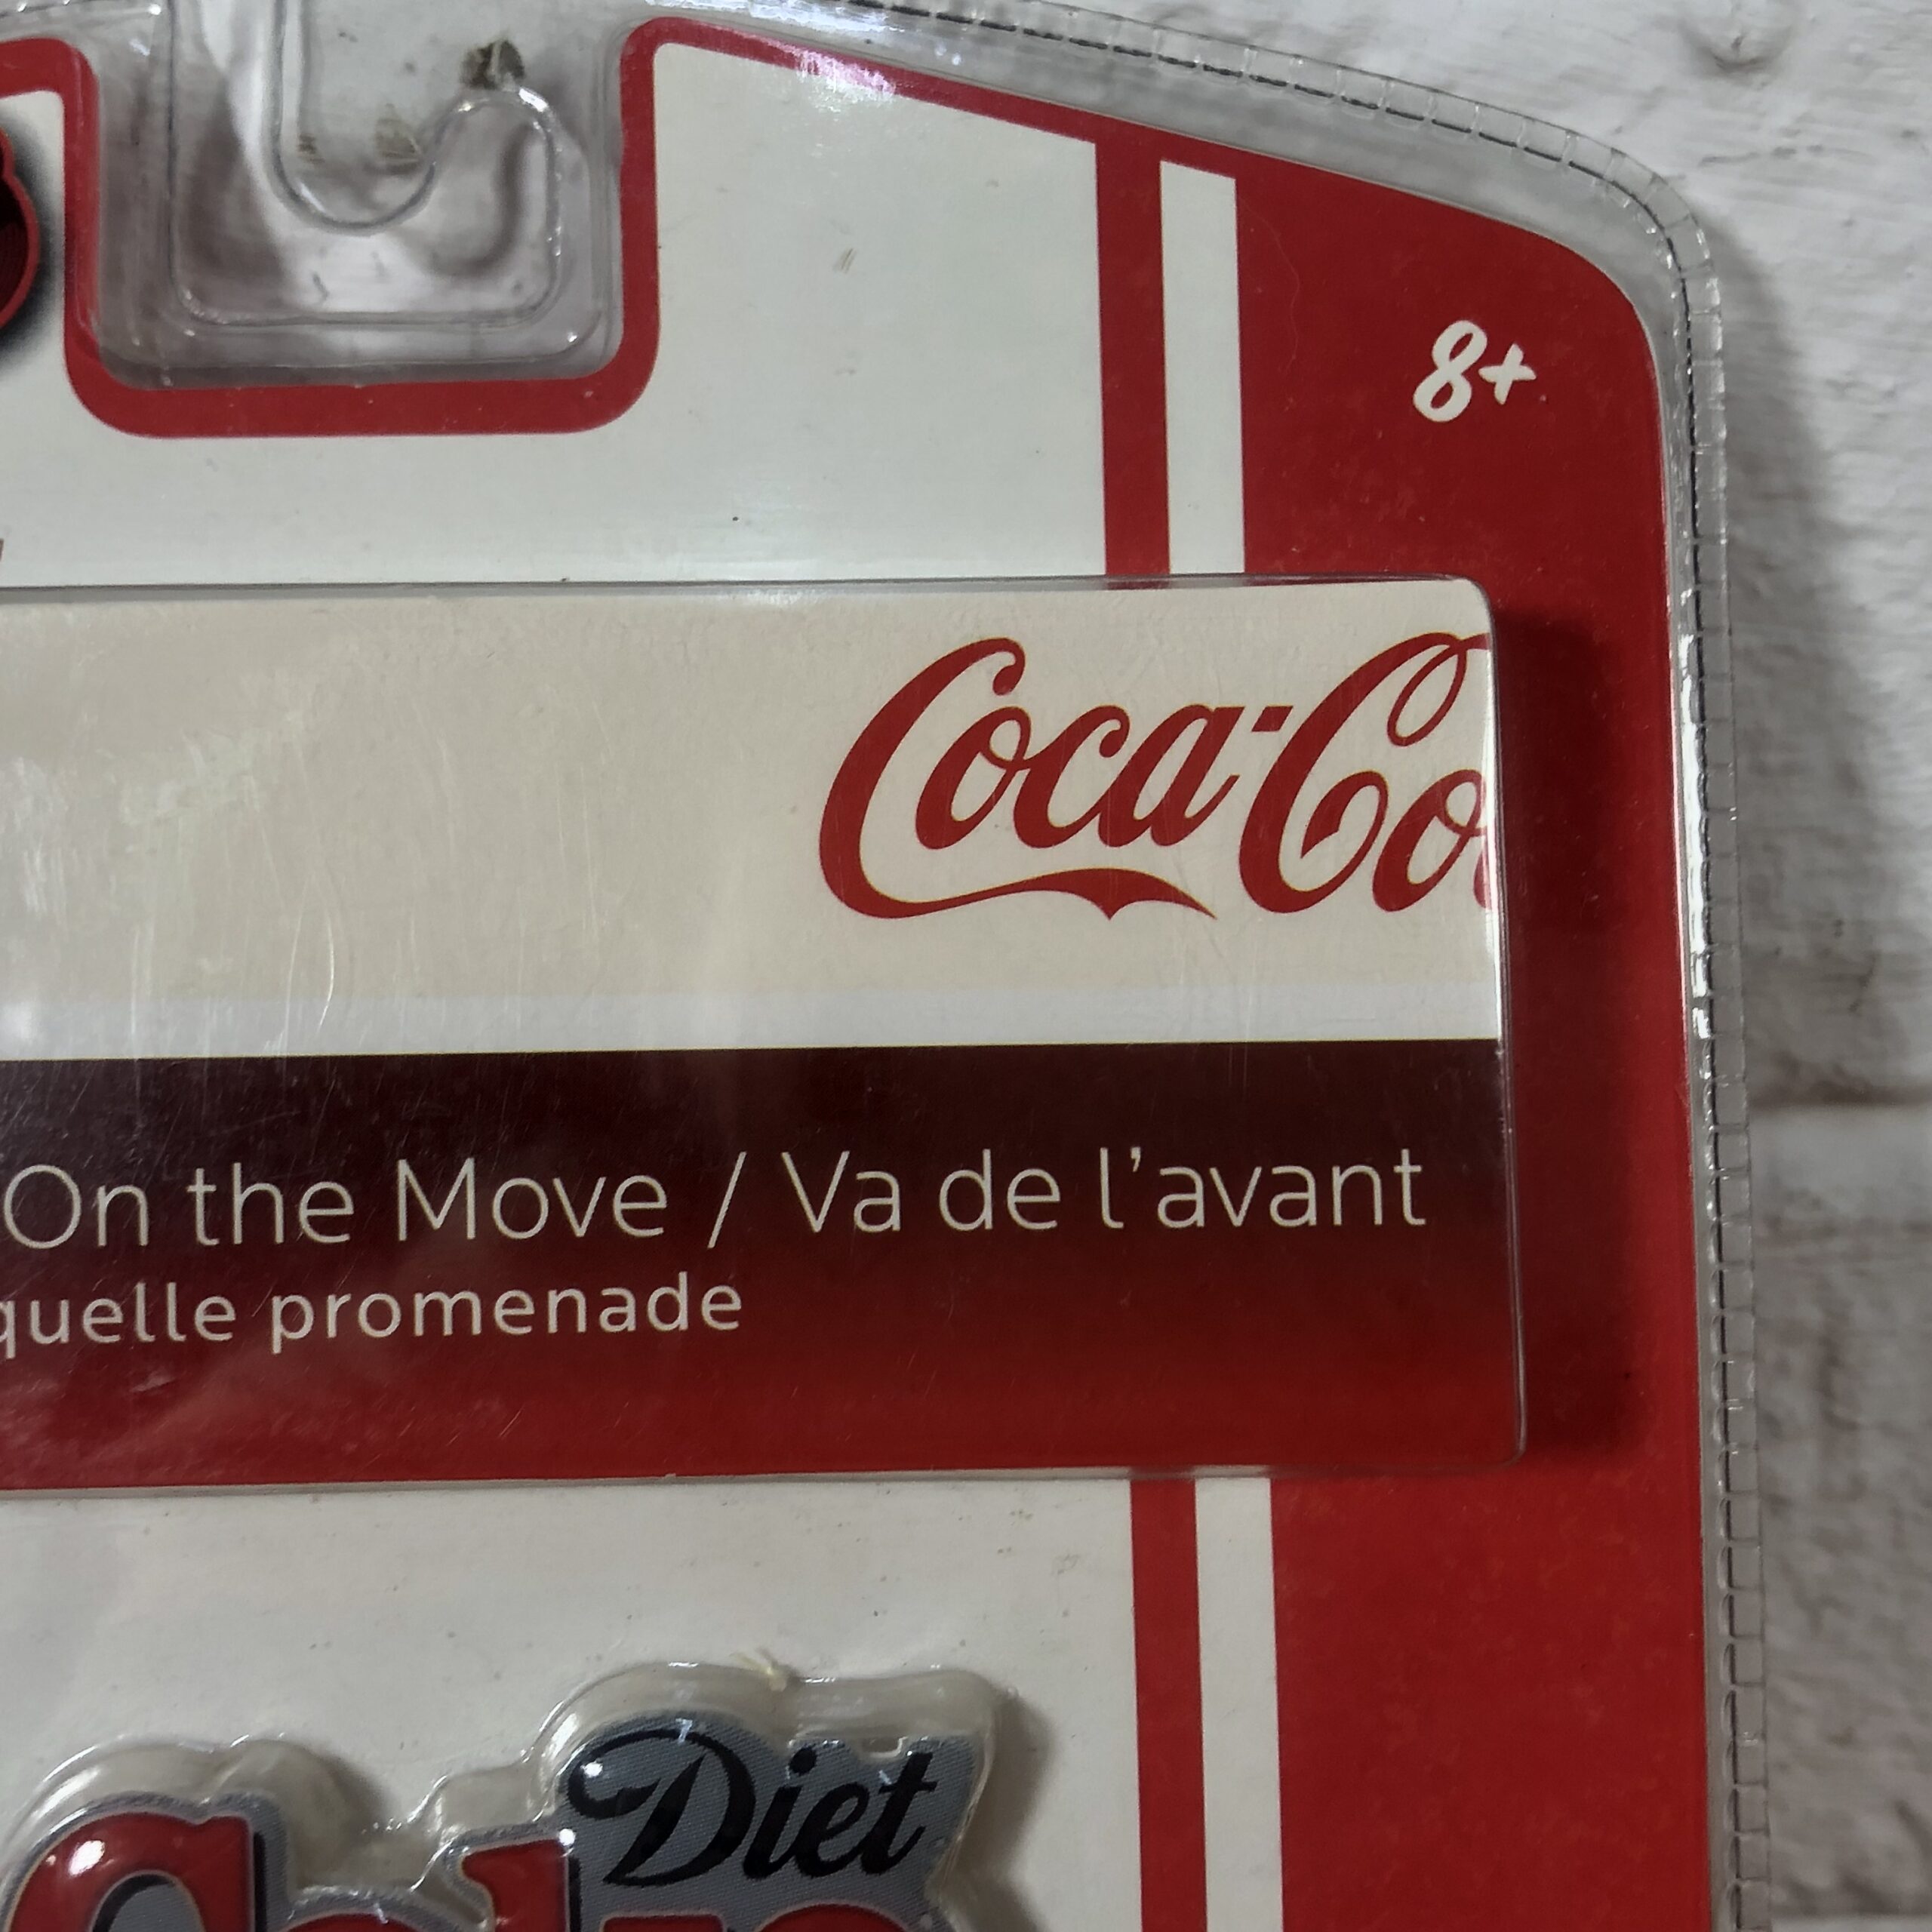 8+
Coca-Co
On the Move / Va de l'avant
quelle promenade
Diet